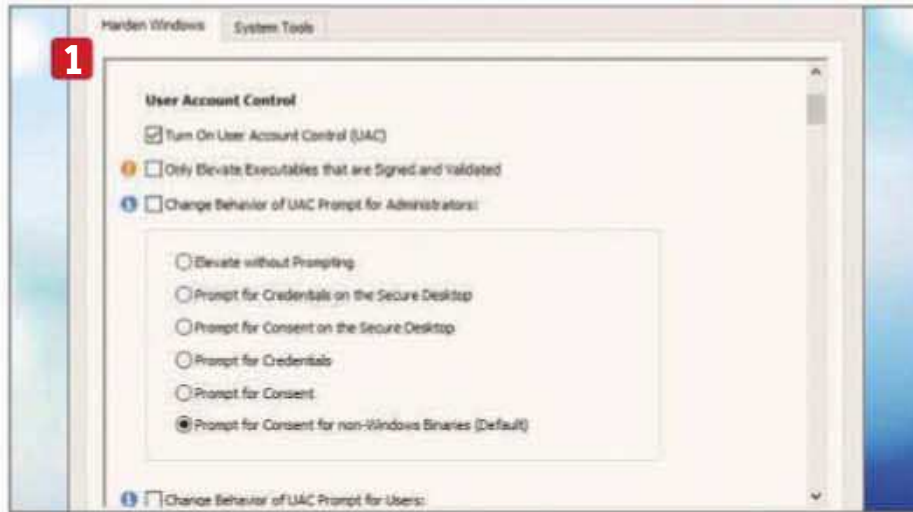 Harden Windows System Tools
1
User Account Control
Turn On User Account Control (UAC)
Only Elevate Executables that are Signed and Validated
Change Behavior of UAC Prompt for Administrators:
Elevate without Prompting
Prompt for Credentials on the Secure Desktop
Prompt for Consent on the Secure Desktop
Prompt for Credentials
Prompt for Consent
Prompt for Consent for non-Windows Binaries (Default)
Change Behavior of UAC Prompt for Users: